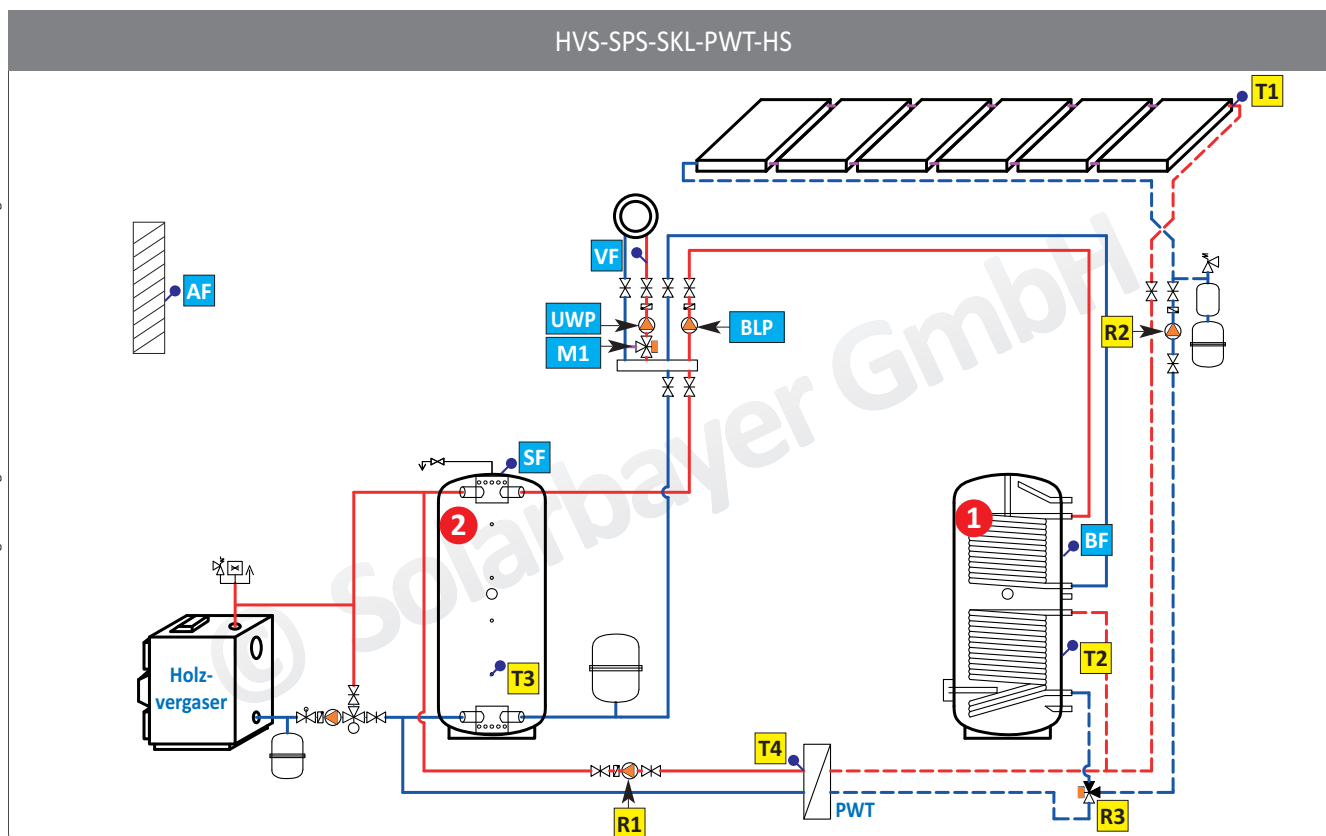 HVS-SPS-SKL-PWT-HS
T1
VF
AF
UWP
BLP
R2
M1
SF
2
1
BF
Holz-
vergaser
T3
T2
T4
PWT
R1
R3
© Solarbayer GmbH